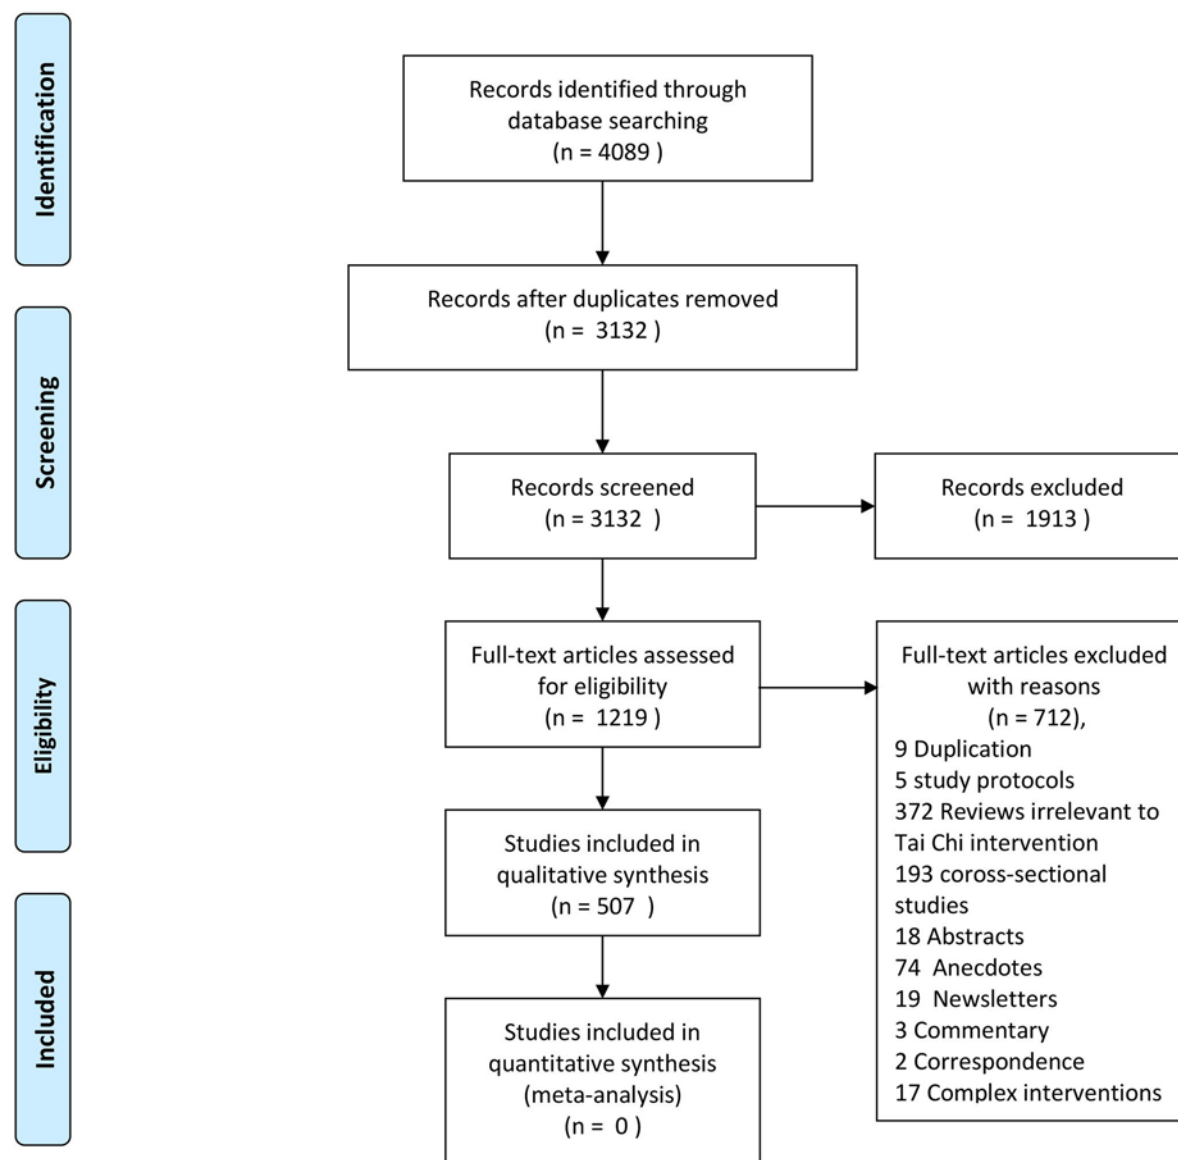 Identification
Records identified through
database searching
(n = 4089 )
Records after duplicates removed
(n = 3132 )
Screening
Records screened
(n = 3132 )
Records excluded
(n = 1913 )
Eligibility
Full-text articles assessed
for eligibility
(n = 1219 )
Full-text articles excluded
with reasons
(n = 712),
9 Duplication
5 study protocols
372 Reviews irrelevant to
Tai Chi intervention
193 coross-sectional
studies
18 Abstracts
74 Anecdotes
19 Newsletters
3 Commentary
2 Correspondence
17 Complex interventions
Studies included in
qualitative synthesis
(n = 507 )
Included
Studies included in
quantitative synthesis
(meta-analysis)
(n = 0 )